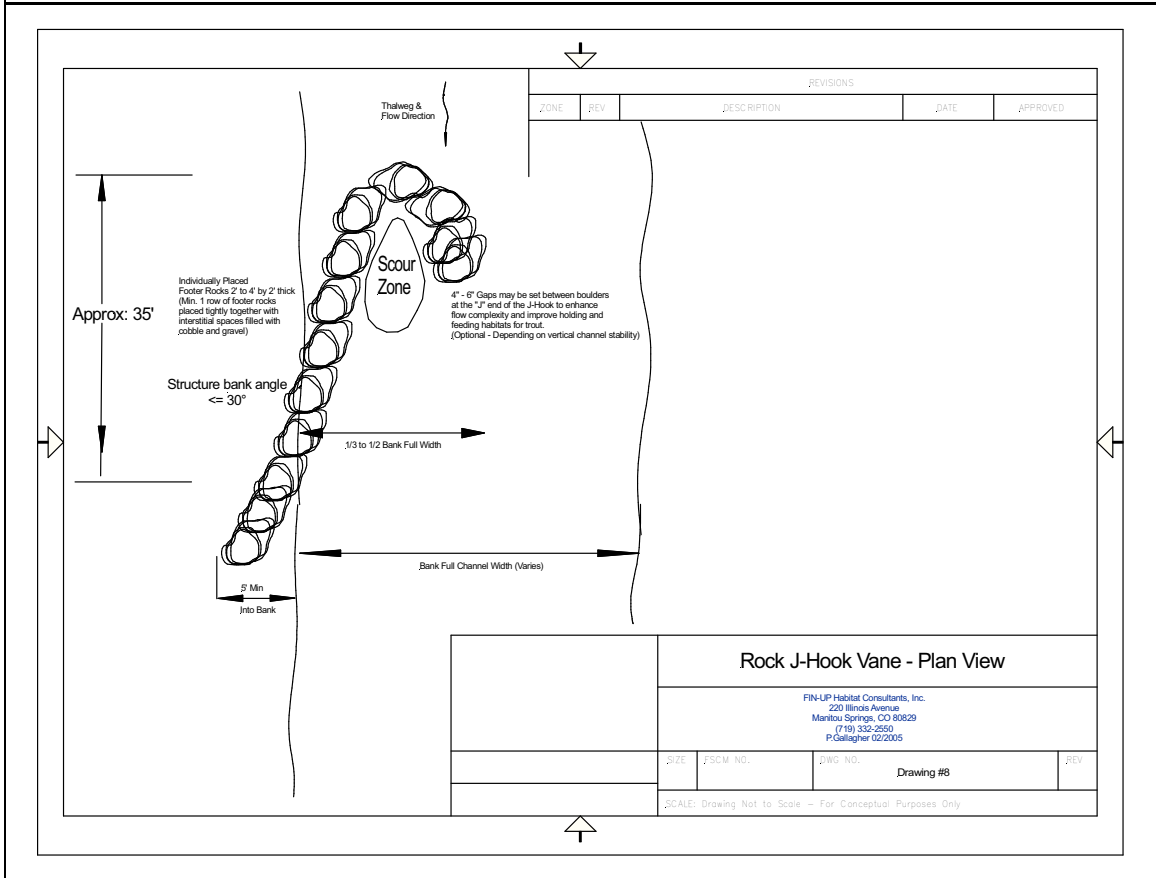 REVISIONS
ZONE REV DESCRIPTION DATE APPROVED
Thalweg &
Flow Direction
Scour
Zone
Individually Placed
Footer Rocks 2' to 4' by 2' thick
(Min. 1 row of footer rocks
placed tightly together with
interstitial spaces filled with
cobble and gravel)
4" - 6" Gaps may be set between boulders
at the "J" end of the J-Hook to enhance
flow complexity and improve holding and
feeding habitats for trout.
(Optional - Depending on vertical channel stability)
Approx: 35'
Structure bank angle
<= 30°
1/3 to 1/2 Bank Full Width
Bank Full Channel Width (Varies)
5' Min
Into Bank
Rock J-Hook Vane - Plan View
FIN-UP Habitat Consultants, Inc.
220 Illinois Avenue
Manitou Springs, CO 80829
(719) 332-2550
P.Gallagher 02/2005
SIZE FSCM NO. DWG NO. REV
Drawing #8
SCALE: Drawing Not to Scale – For Conceptual Purposes Only